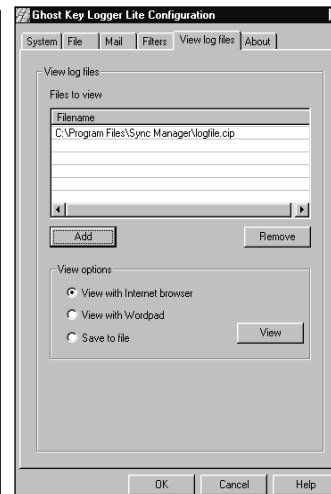 Ghost Key Logger Lite Configuration
System File Mail Filters View log files About
View log files
Files to view
Filename
C:\Program Files\Sync Manager\logfile.cip
Add Remove
View options
View with Internet browser
View with Wordpad
Save to file
View
OK Cancel Help